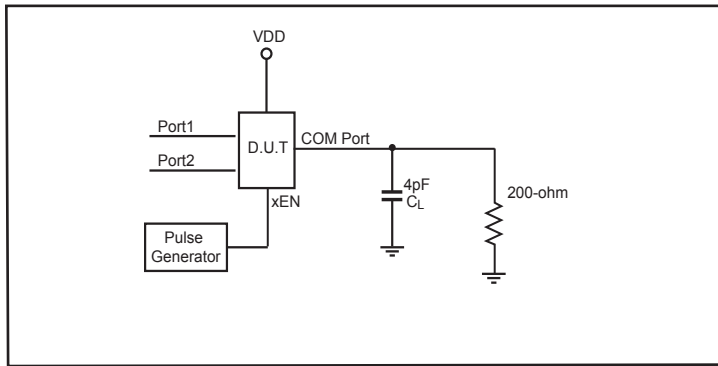 VDD
Port1
D.U.T
COM Port
Port2
4pF
CL
200-ohm
xEN
Pulse
Generator